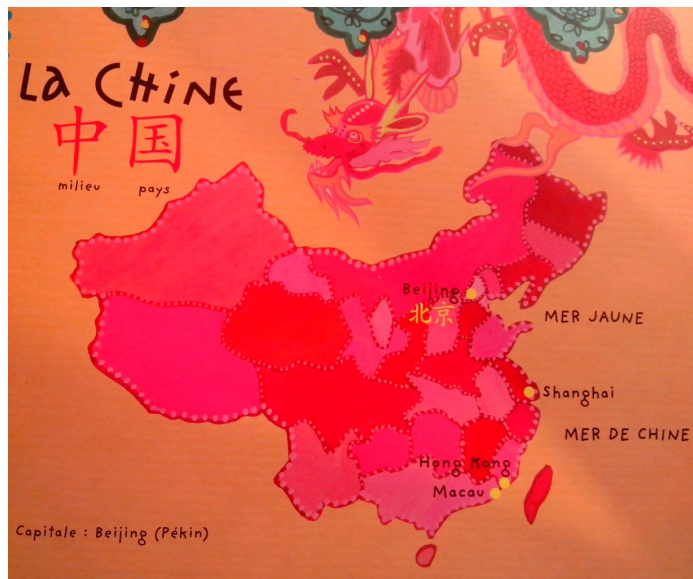 La CHINE
中国
milieu pays
Beijing
北京
MER JAUNE
Shanghai
MER DE CHINE
Hong Kong
Macau
Capitale : Beijing (Pékin)